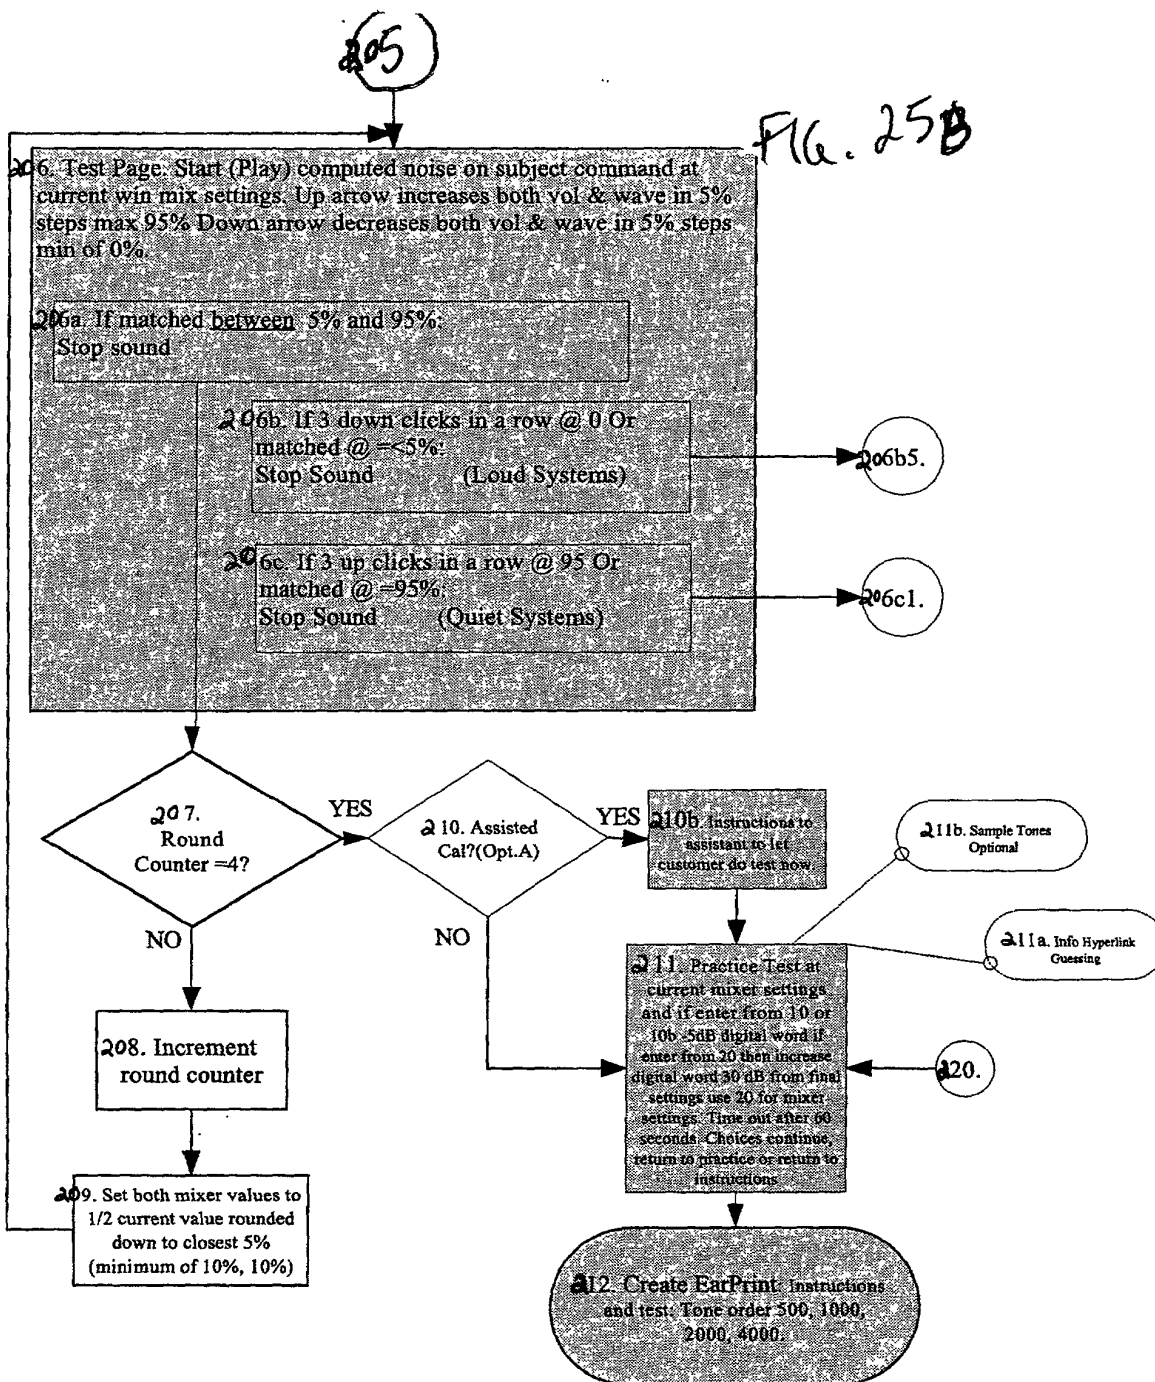 205
FIG. 25B
206. Test Page: Start (Play) computed noise on subject command at
current win mix settings. Up arrow increases both vol & wave in 5%
steps max 95% Down arrow decreases both vol & wave in 5% steps
min of 0%.
206a. If matched between 5% and 95%:
Stop sound
206b. If 3 down clicks in a row @ 0 Or
matched @ =<5%:
Stop Sound (Loud Systems)
206b5.
206c. If 3 up clicks in a row @ 95 Or
matched @ =95%:
Stop Sound (Quiet Systems)
206c1.
207.
Round
Counter =4?
YES
NO
210. Assisted
Cal?(Opt.A)
YES
NO
210b. Instructions to
assistant to let
customer do test now
211b. Sample Tones
Optional
211a. Info Hyperlink
Guessing
208. Increment
round counter
211. Practice Test at
current mixer settings
and if enter from 10 or
10b -5dB digital word if
enter from 20 then increase
digital word 30 dB from final
settings use 20 for mixer
settings. Time out after 60
seconds. Choices continue,
return to practice or return to
instructions
220.
209. Set both mixer values to
1/2 current value rounded
down to closest 5%
(minimum of 10%, 10%)
212. Create EarPrint: Instructions
and test: Tone order 500, 1000,
2000, 4000.